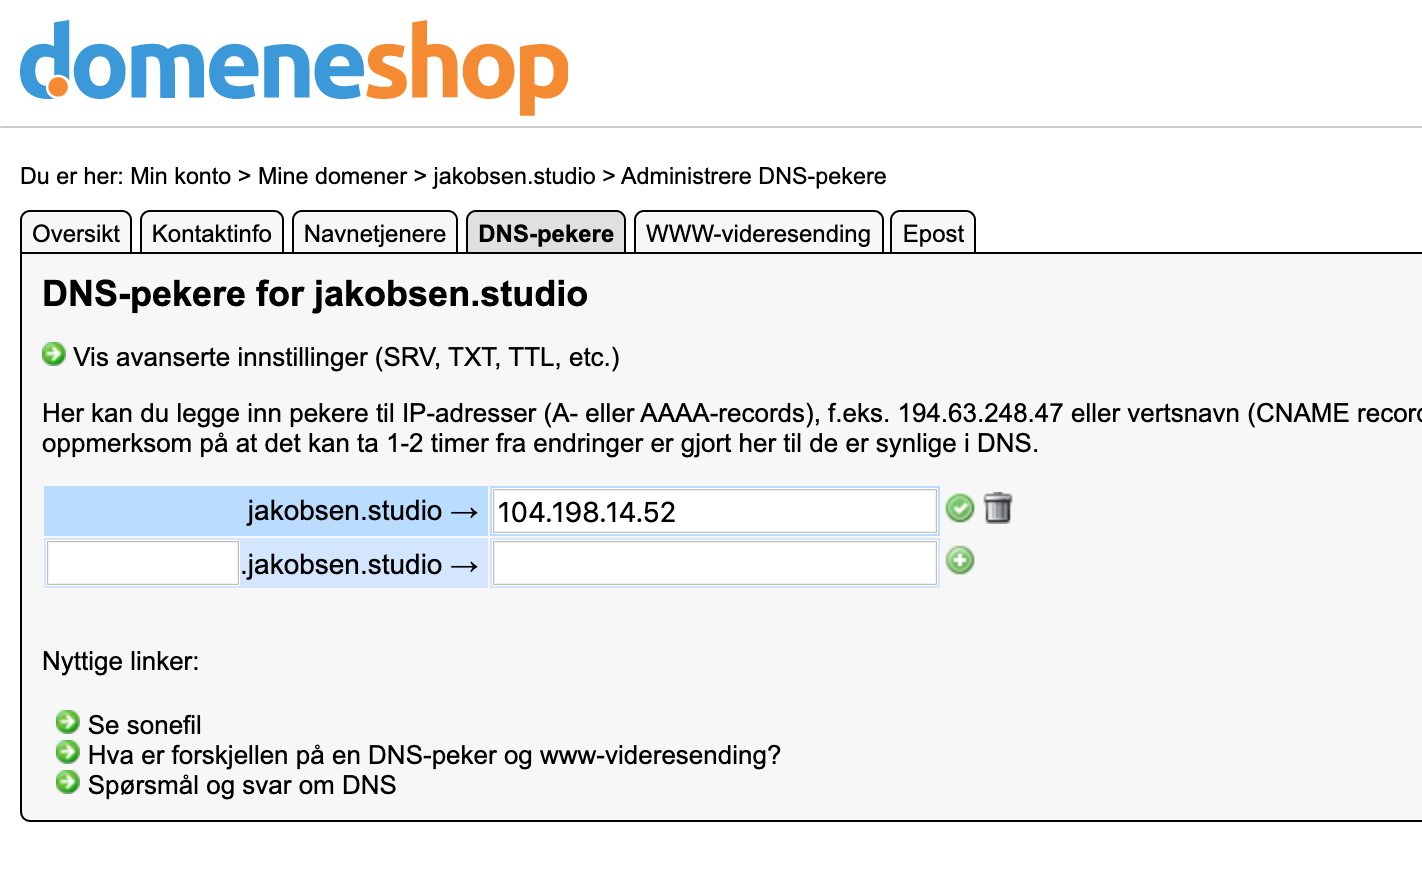 domeneshop
Du er her: Min konto > Mine domener > jakobsen.studio > Administrere DNS-pekere
Oversikt Kontaktinfo Navnetjenere DNS-pekere WWW-videresending Epost
DNS-pekere for jakobsen.studio
Vis avanserte innstillinger (SRV, TXT, TTL, etc.)
Her kan du legge inn pekere til IP-adresser (A- eller AAAA-records), f.eks. 194.63.248.47 eller vertsnavn (CNAME
oppmerksom på at det kan ta 1-2 timer fra endringer er gjort her til de er synlige i DNS.
jakobsen.studio → 104.198.14.52
.jakobsen.studio →
Nyttige linker:
Se sonefil
Hva er forskjellen på en DNS-peker og www-videresending?
Spørsmål og svar om DNS